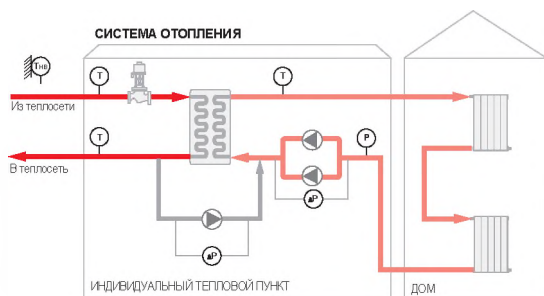 СИСТЕМА ОТОПЛЕНИЯ
Tнв
T
T
Из теплосети
T
P
В теплосеть
ΔP
ΔP
ИНДИВИДУАЛЬНЫЙ ТЕПЛОВОЙ ПУНКТ
ДОМ